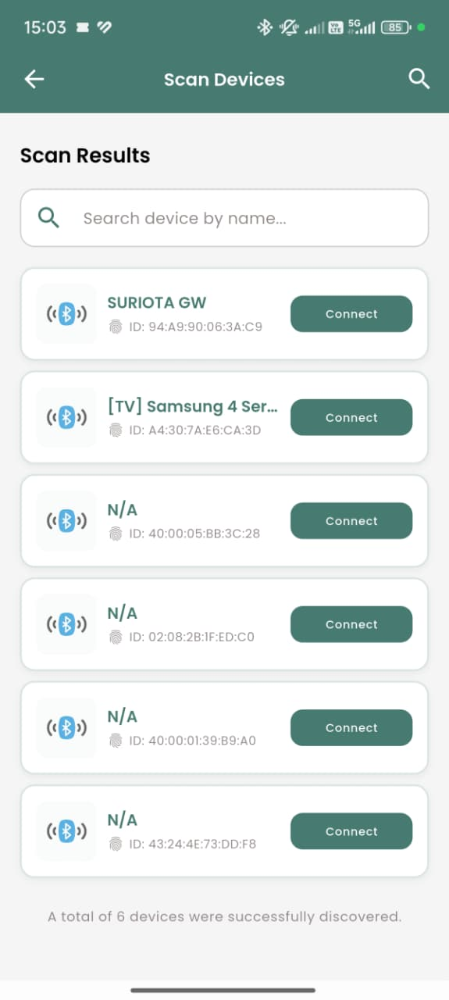 15:03
Vo LTE 5G 85
Scan Devices
Scan Results
Search device by name...
SURIOTA GW
ID: 94:A9:90:06:3A:C9
Connect
[TV] Samsung 4 Ser...
ID: A4:30:7A:E6:CA:3D
Connect
N/A
ID: 40:00:05:BB:3C:28
Connect
N/A
ID: 02:08:2B:1F:ED:C0
Connect
N/A
ID: 40:00:01:39:B9:A0
Connect
N/A
ID: 43:24:4E:73:DD:F8
Connect
A total of 6 devices were successfully discovered.